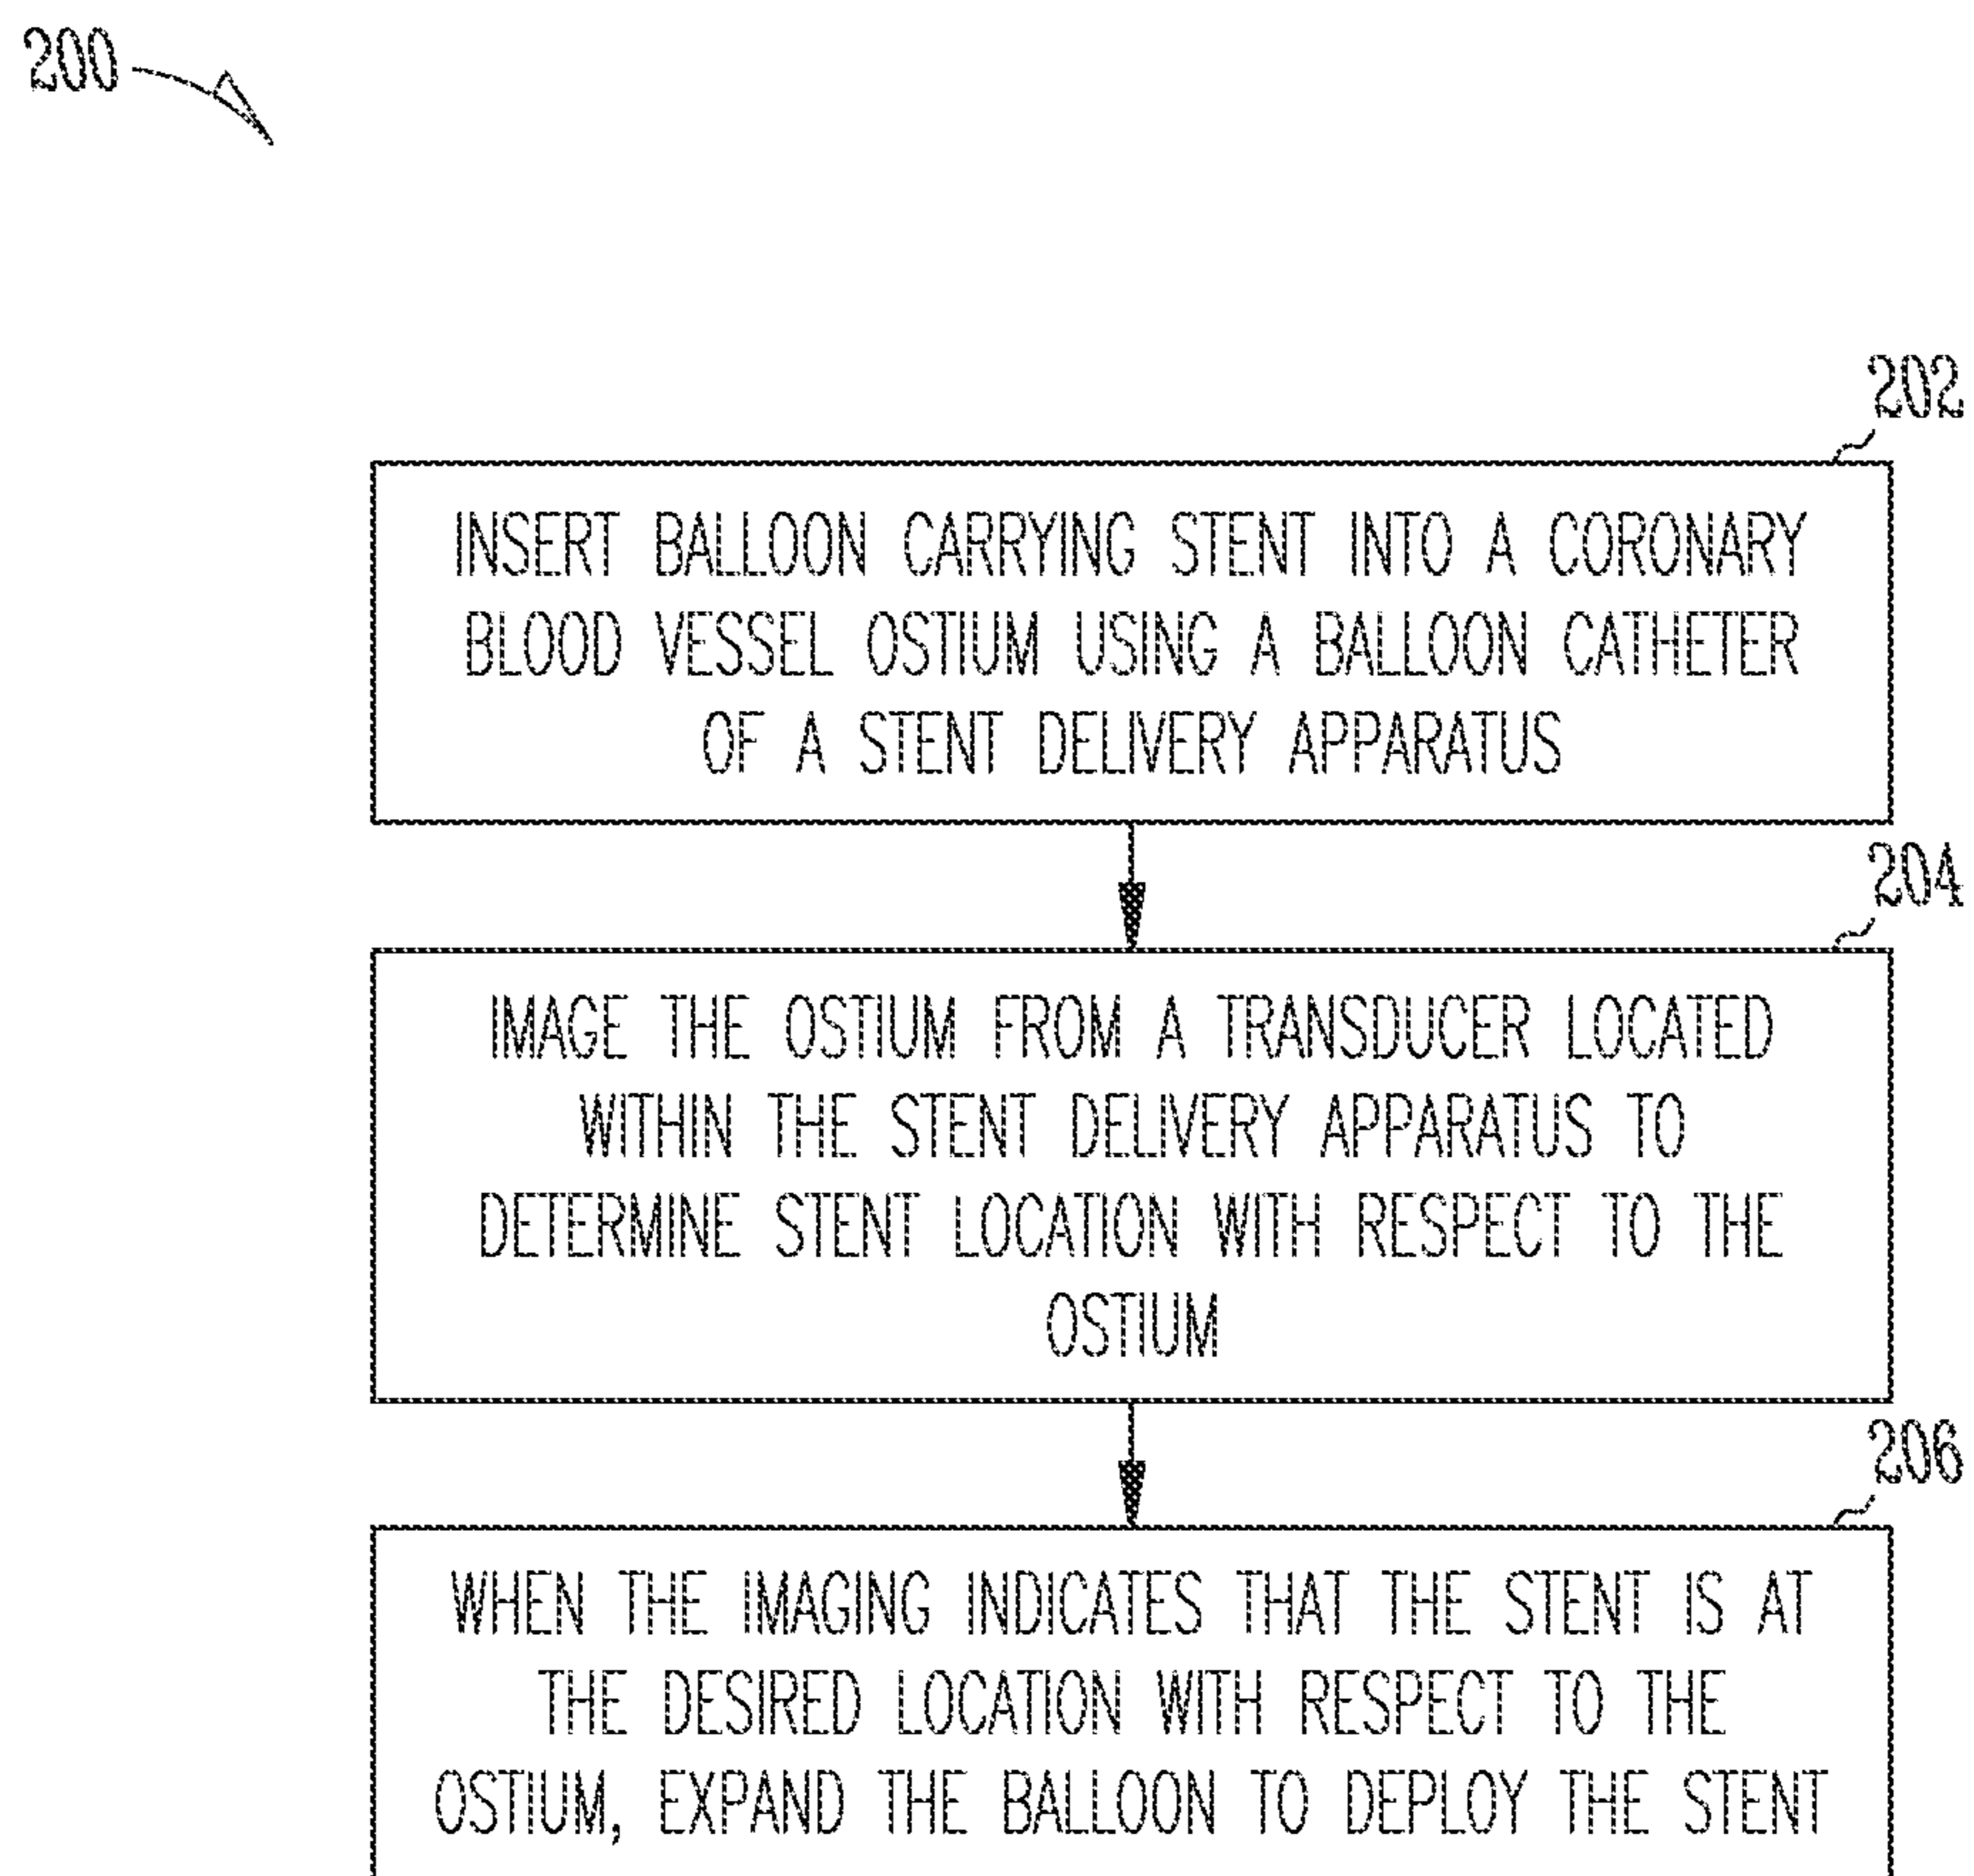 200
202
INSERT BALLOON CARRYING STENT INTO A CORONARY
BLOOD VESSEL OSTIUM USING A BALLOON CATHETER
OF A STENT DELIVERY APPARATUS
204
IMAGE THE OSTIUM FROM A TRANSDUCER LOCATED
WITHIN THE STENT DELIVERY APPARATUS TO
DETERMINE STENT LOCATION WITH RESPECT TO THE
OSTIUM
206
WHEN THE IMAGING INDICATES THAT THE STENT IS AT
THE DESIRED LOCATION WITH RESPECT TO THE
OSTIUM, EXPAND THE BALLOON TO DEPLOY THE STENT